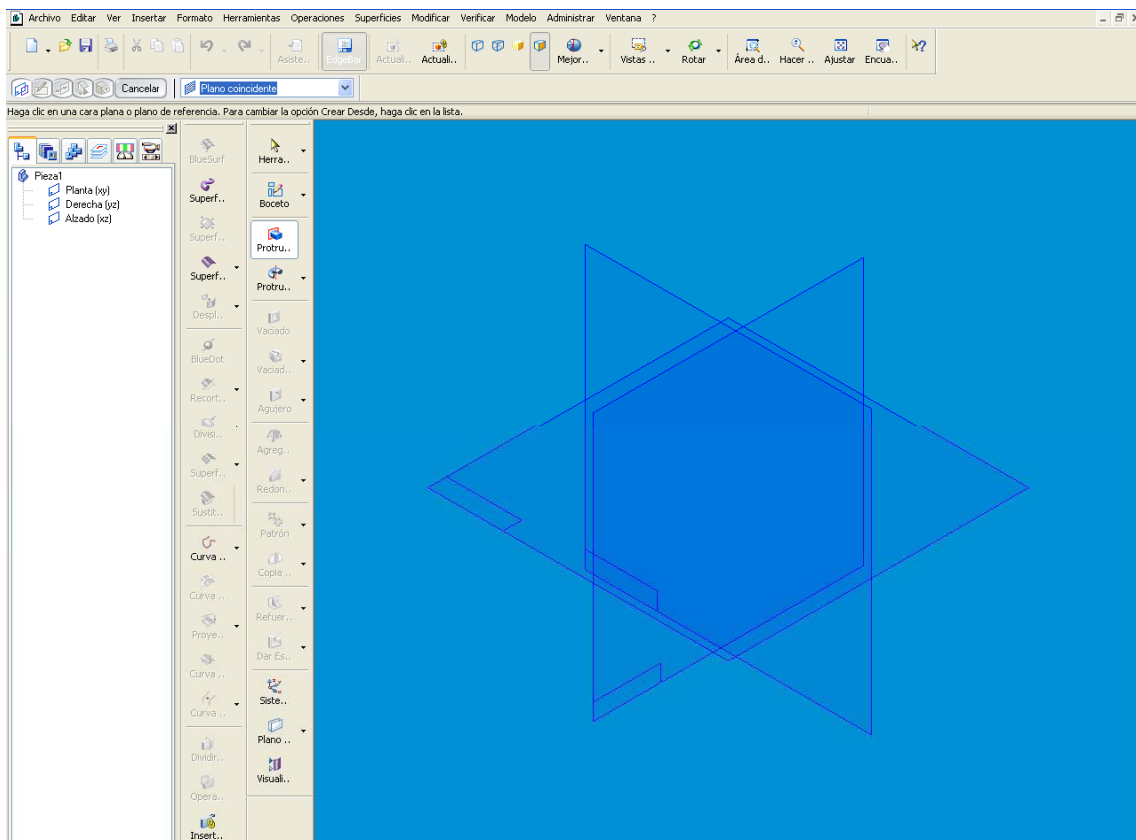 Archivo Editar Ver Insertar Formato Herramientas Operaciones Superficies Modificar Verificar Modelo Administrar Ventana ?
Asiste.. EdgeBar Actuali.. Actuali.. Mejor.. Vistas .. Rotar Área d.. Hacer .. Ajustar Encua..
Cancelar Plano coincidente
Haga clic en una cara plana o plano de referencia. Para cambiar la opción Crear Desde, haga clic en la lista.
Pieza1
Planta (xy)
Derecha (yz)
Alzado (xz)
BlueSurf
Superf..
Superf..
Superf..
Despl..
BlueDot
Recort..
Divisi..
Superf..
Sustit..
Curva ..
Curva ..
Proye..
Curva ..
Curva ..
Dividir..
Opera..
Insert..
Herra..
Boceto
Protru..
Protru..
Vaciado
Vaciad..
Agujero
Agreg..
Redon..
Patrón
Copia ..
Refuer..
Dar Es..
Siste..
Plano ..
Visuali..